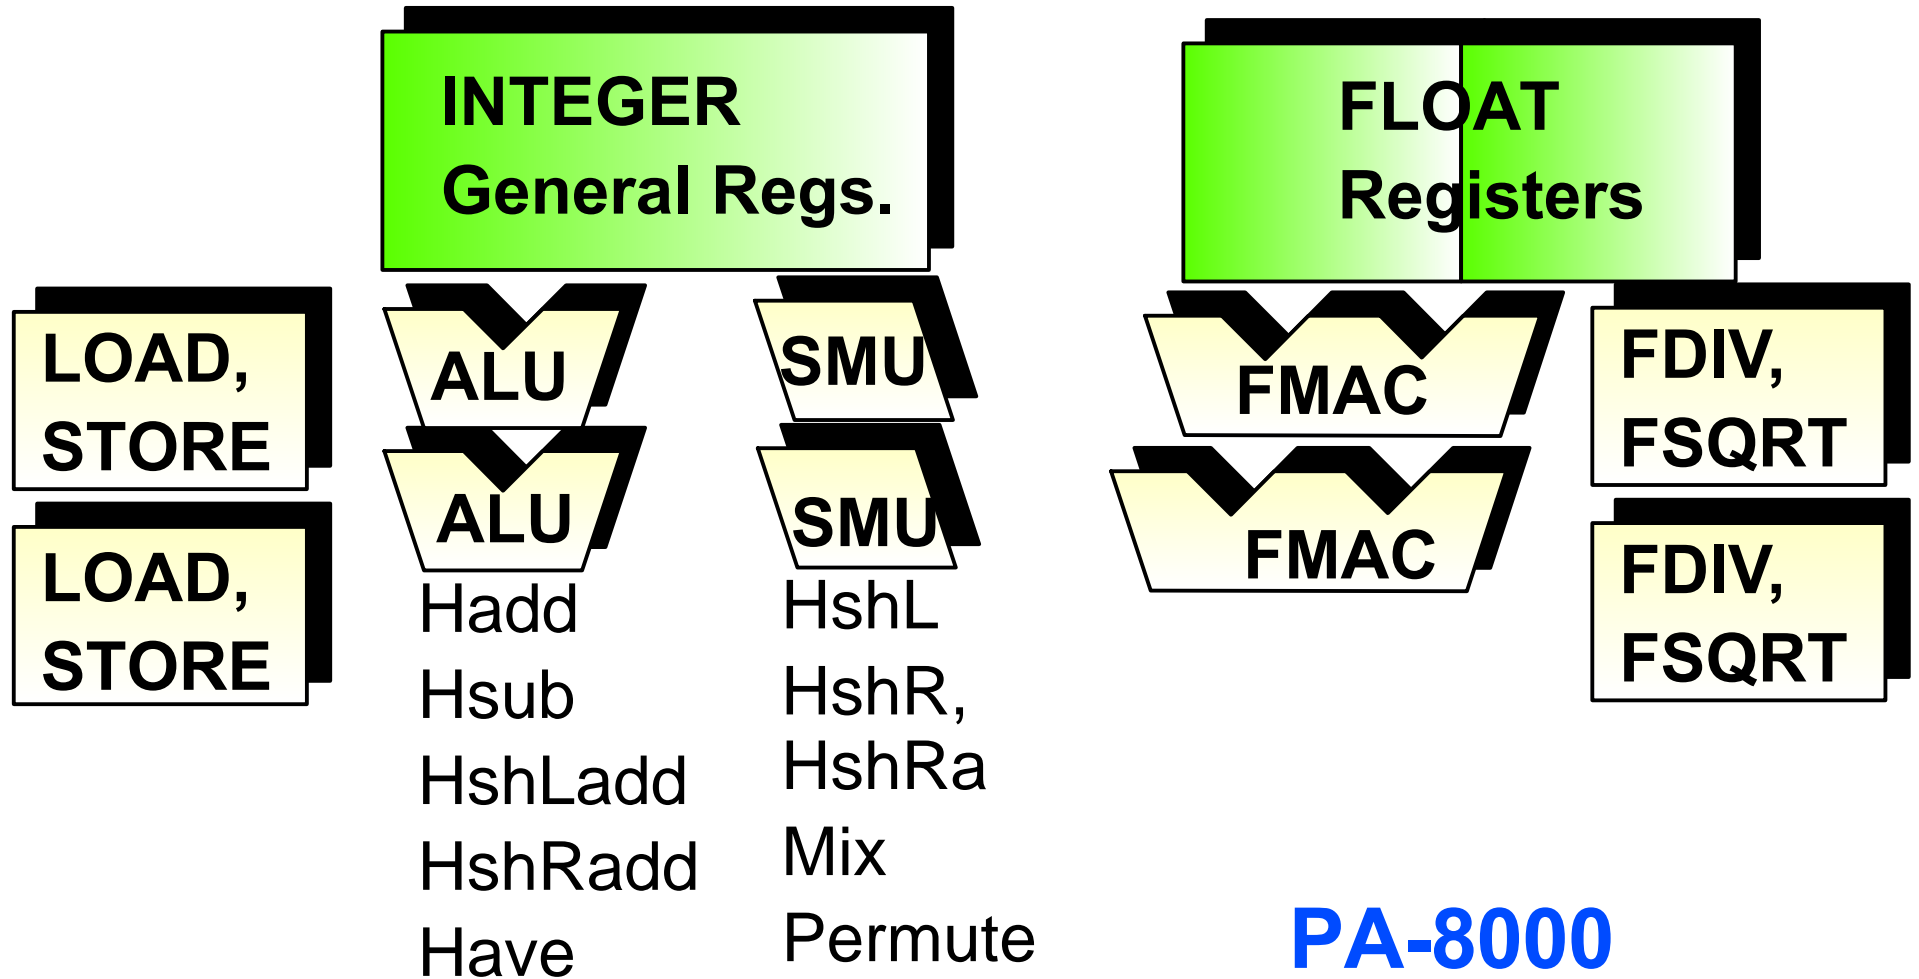 INTEGER
General Regs.
FLOAT
Registers
LOAD,
STORE
LOAD,
STORE
ALU
ALU
SMU
SMU
FMAC
FMAC
FDIV,
FSQRT
FDIV,
FSQRT
Hadd
Hsub
HshLadd
HshRadd
Have
HshL
HshR,
HshRa
Mix
Permute
PA-8000